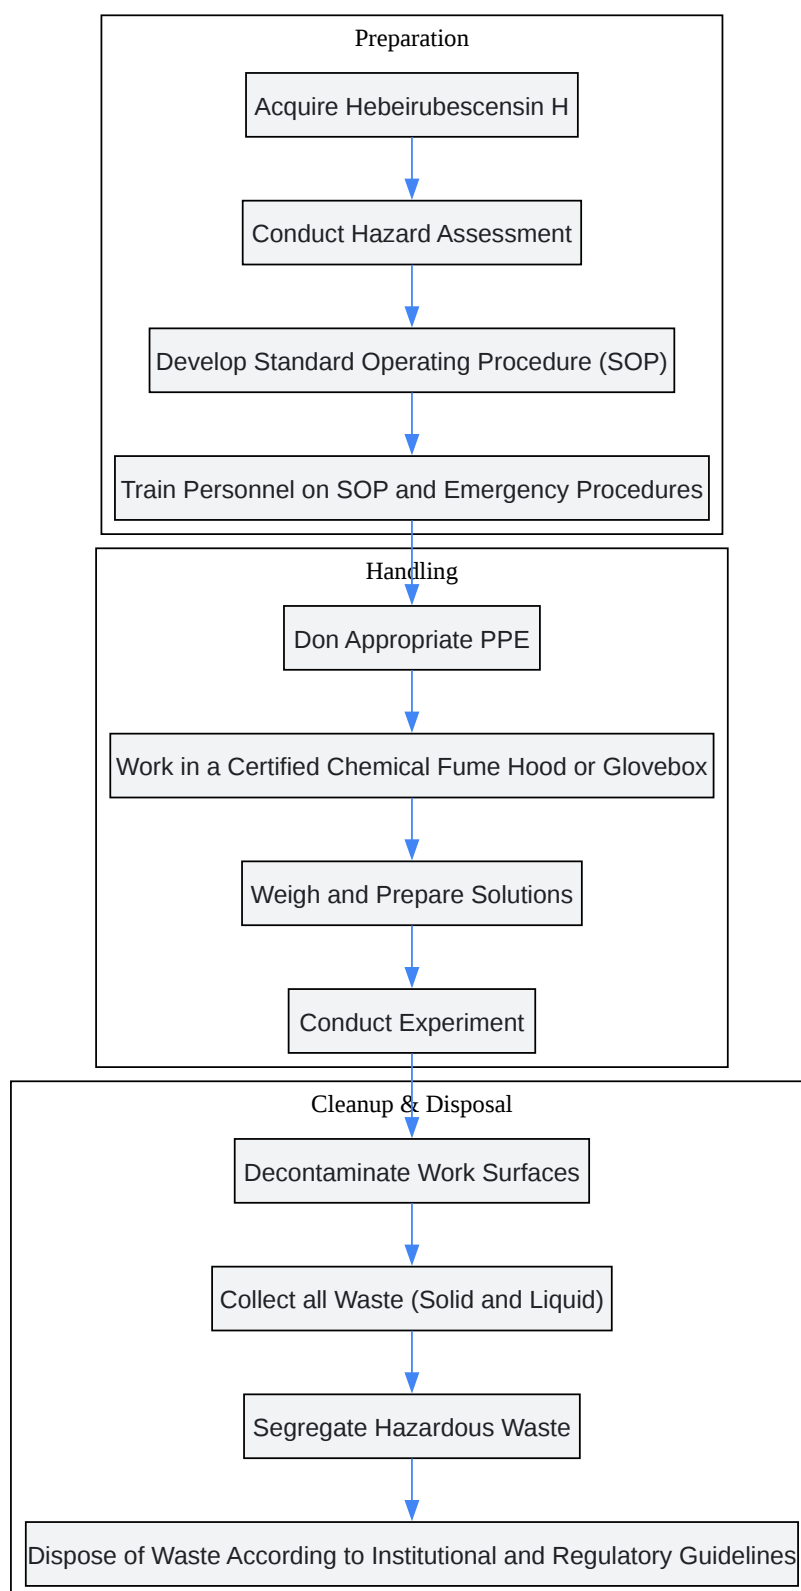 Preparation
Acquire Hebeirubescensin H
Conduct Hazard Assessment
Develop Standard Operating Procedure (SOP)
Train Personnel on SOP and Emergency Procedures
Handling
Don Appropriate PPE
Work in a Certified Chemical Fume Hood or Glovebox
Weigh and Prepare Solutions
Conduct Experiment
Cleanup & Disposal
Decontaminate Work Surfaces
Collect all Waste (Solid and Liquid)
Segregate Hazardous Waste
Dispose of Waste According to Institutional and Regulatory Guidelines